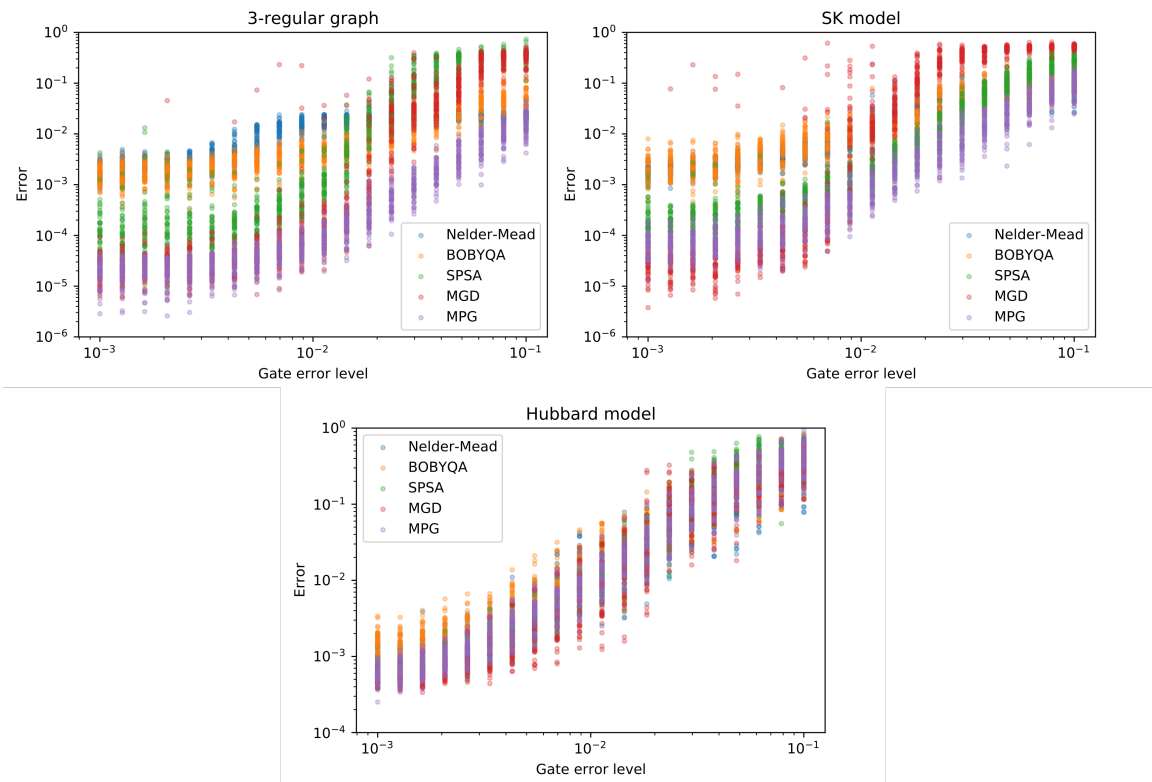 3-regular graph
10^0
10^-1
10^-2
10^-3
10^-4
10^-5
10^-6
Error
10^-3
10^-2
10^-1
Gate error level
Nelder-Mead
BOBYQA
SPSA
MGD
MPG
SK model
10^0
10^-1
10^-2
10^-3
10^-4
10^-5
10^-6
Error
10^-3
10^-2
10^-1
Gate error level
Nelder-Mead
BOBYQA
SPSA
MGD
MPG
Hubbard model
10^0
10^-1
10^-2
10^-3
10^-4
Error
10^-3
10^-2
10^-1
Gate error level
Nelder-Mead
BOBYQA
SPSA
MGD
MPG